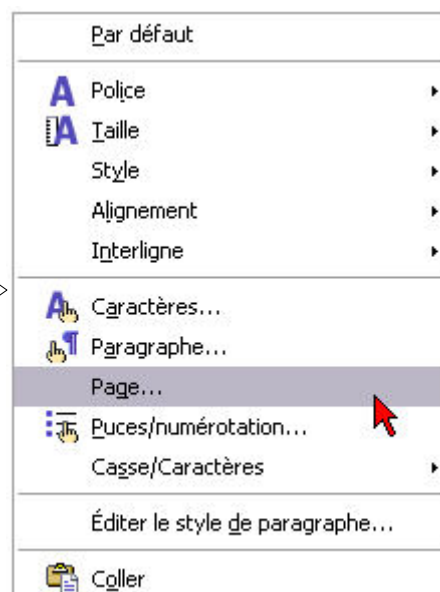 Par défaut
Police
Taille
Style
Alignement
Interligne
Caractères...
Paragraphe...
Page...
Puces/numérotation...
Casse/Caractères
Éditer le style de paragraphe...
Coller